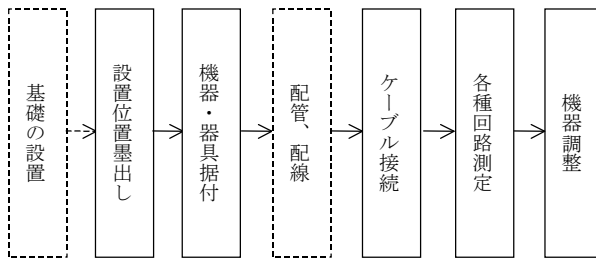 基礎の設置
設置位置墨出し
機器・器具据付
配管、配線
ケーブル接続
各種回路測定
機器調整